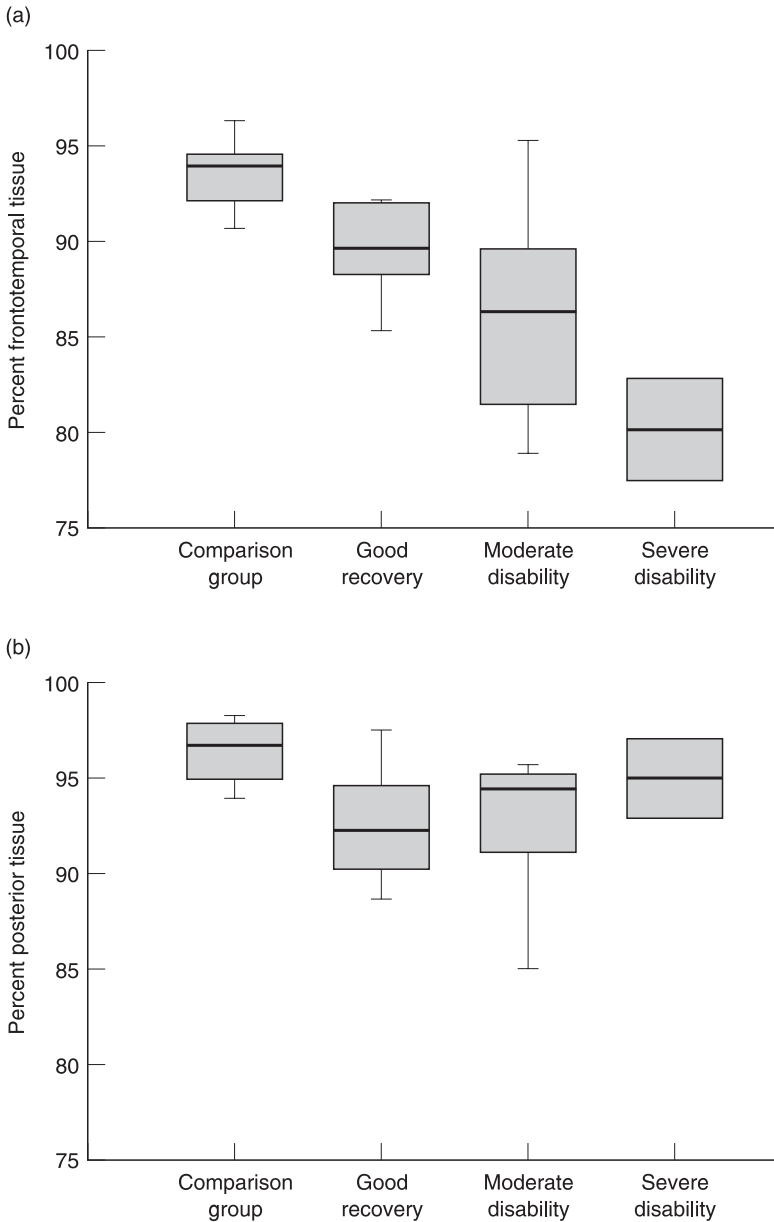 (a)
Percent frontotemporal tissue
100
95
90
85
80
75
Comparison
group
Good
recovery
Moderate
disability
Severe
disability
(b)
Percent posterior tissue
100
95
90
85
80
75
Comparison
group
Good
recovery
Moderate
disability
Severe
disability